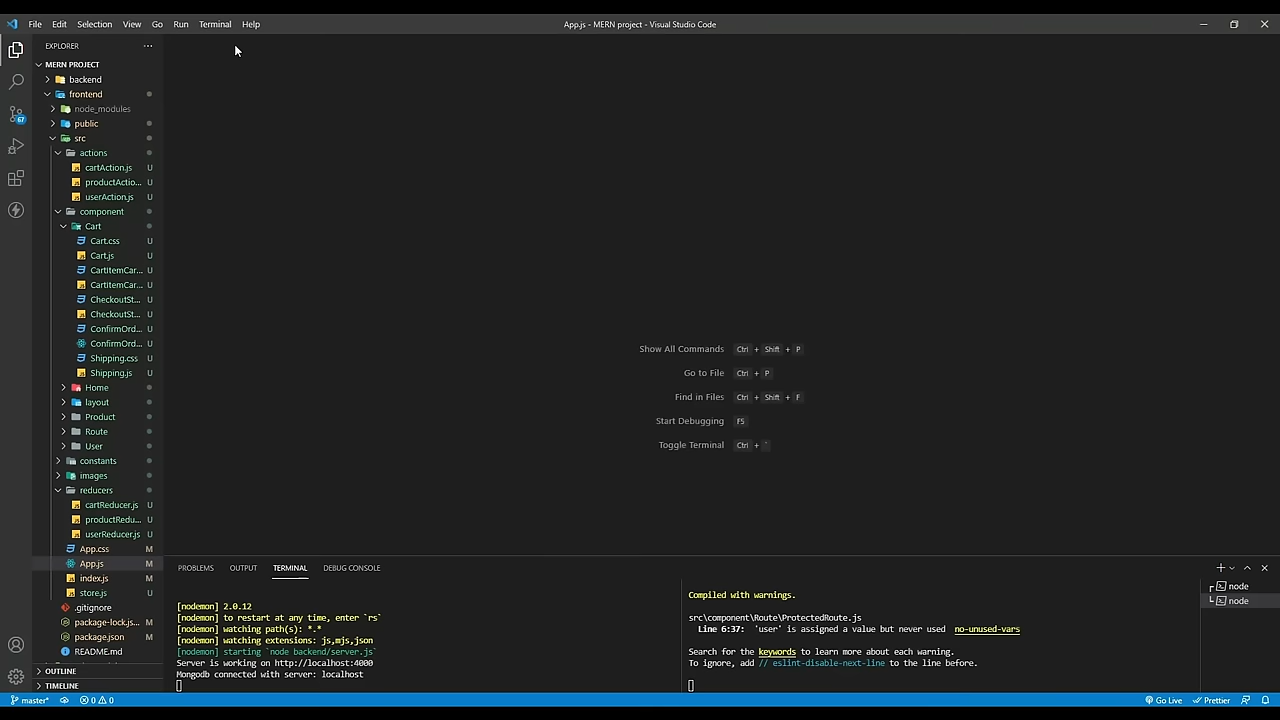 File Edit Selection View Go Run Terminal Help
App.js - MERN project - Visual Studio Code
EXPLORER
MERN PROJECT
backend
frontend
node_modules
public
src
actions
cartAction.js U
productActio... U
userAction.js U
component
Cart
Cart.css U
Cart.js U
CartitemCar... U
CartitemCar... U
CheckoutSt... U
CheckoutSt... U
ConfirmOrd... U
ConfirmOrd... U
Shipping.css U
Shipping.js U
Home
layout
Product
Route
User
constants
images
reducers
cartReducer.js U
productRedu... U
userReducer.js U
App.css M
App.js M
index.js M
store.js U
.gitignore
package-lock.js...
package.json
README.md
OUTLINE
TIMELINE
67
Show All Commands Ctrl + Shift + P
Go to File Ctrl + P
Find in Files Ctrl + Shift + F
Start Debugging F5
Toggle Terminal Ctrl + `
PROBLEMS OUTPUT TERMINAL DEBUG CONSOLE
[nodemon] 2.0.12
[nodemon] to restart at any time, enter `rs`
[nodemon] watching path(s): *.*
[nodemon] watching extensions: js,mjs,json
[nodemon] starting `node backend/server.js`
Server is working on http://localhost:4000
Mongodb connected with server: localhost
Compiled with warnings.
src\component\Route\ProtectedRoute.js
Line 6:37: 'user' is assigned a value but never used no-unused-vars
Search for the keywords to learn more about each warning.
To ignore, add // eslint-disable-next-line to the line before.
node
node
master* 0 0
Go Live Prettier